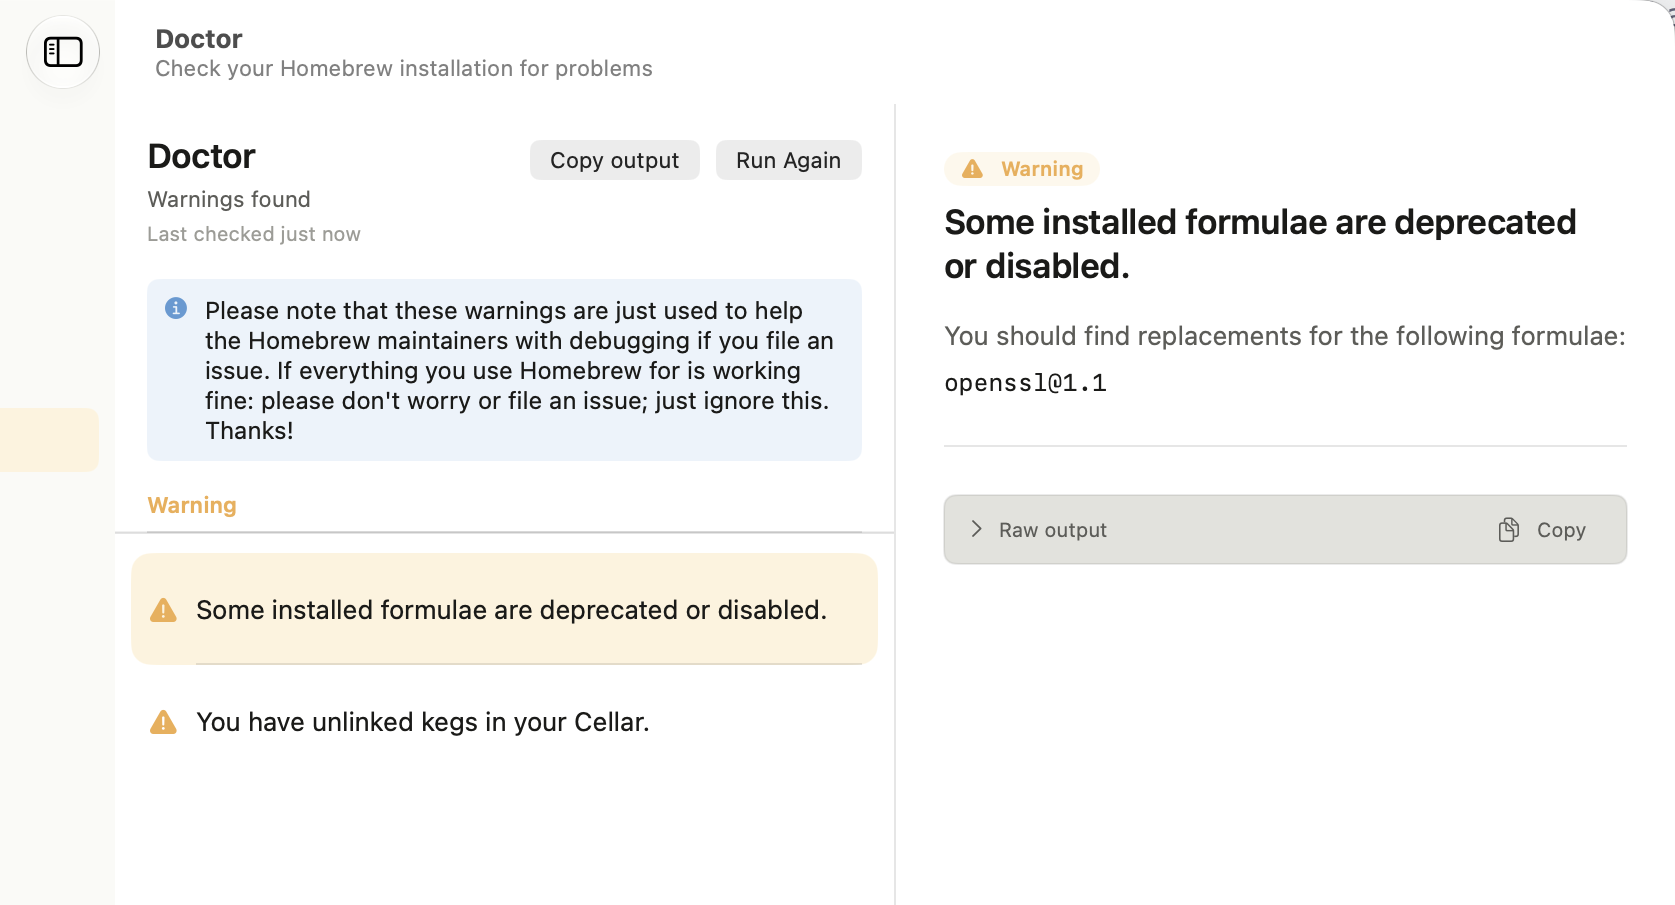 Doctor
Check your Homebrew installation for problems
Doctor
Copy output
Run Again
Warnings found
Last checked just now
Please note that these warnings are just used to help
the Homebrew maintainers with debugging if you file an
issue. If everything you use Homebrew for is working
fine: please don't worry or file an issue; just ignore this.
Thanks!
Warning
Some installed formulae are deprecated or disabled.
You have unlinked kegs in your Cellar.
Warning
Some installed formulae are deprecated
or disabled.
You should find replacements for the following formulae:
openssl@1.1
Raw output
Copy